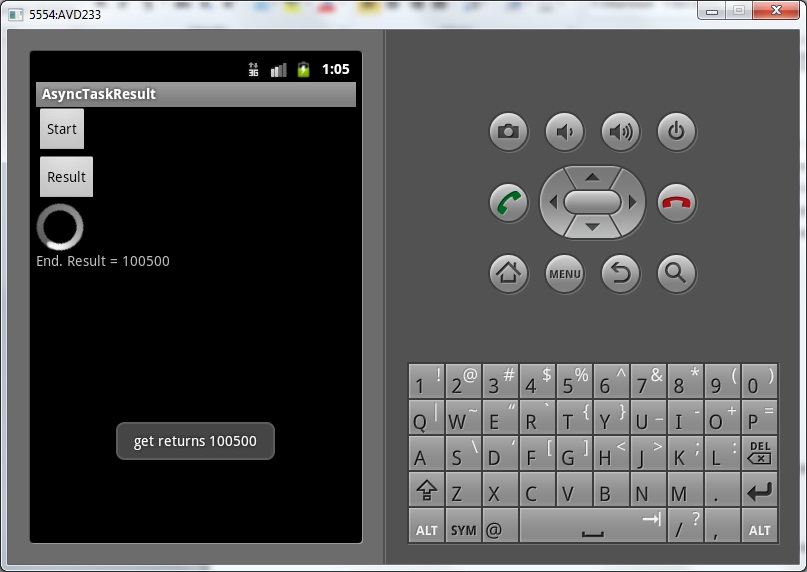 5554:AVD233
3G 1:05
AsyncTaskResult
Start
Result
End. Result = 100500
get returns 100500
MENU
1 ! 2 @ 3 # 4 $ 5 % 6 ^ 7 & 8 * 9 ( 0 )
Q | W ~ E “ R ` T { Y } U _ I - O + P =
A S \ D ‘ F [ G ] H < J > K ; L : DEL
Z X C V B N M .
ALT SYM @ / ? , ALT